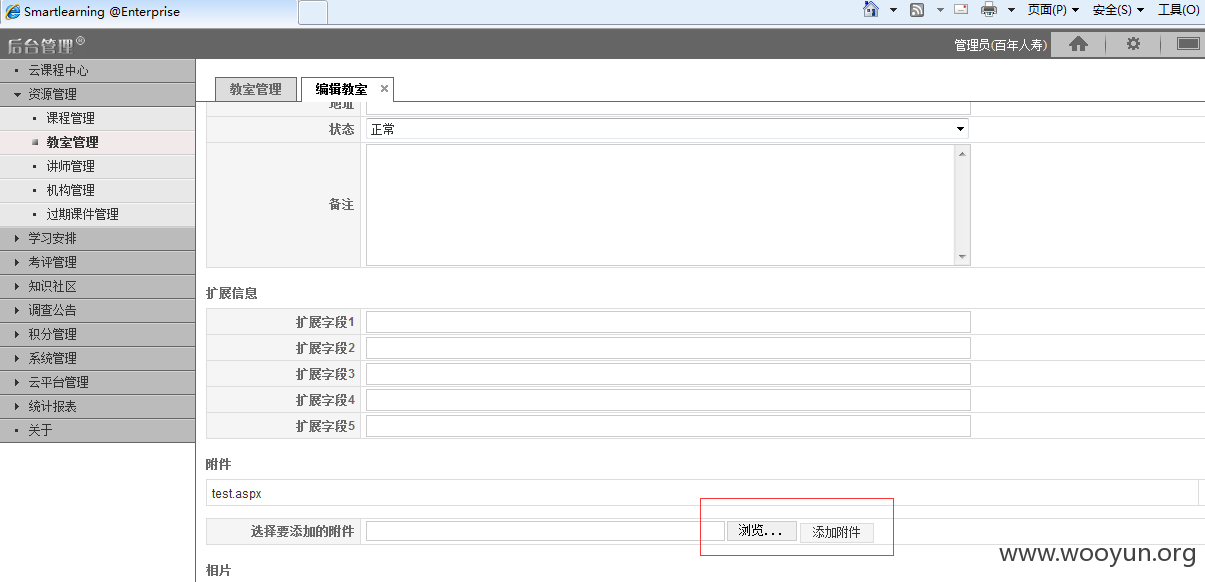 Smartlearning @Enterprise
页面(P) 安全(S) 工具(O)
后台管理®
管理员(百年人寿)
云课程中心
资源管理
课程管理
教室管理
讲师管理
机构管理
过期课件管理
学习安排
考评管理
知识社区
调查公告
积分管理
系统管理
云平台管理
统计报表
关于
教室管理 编辑教室 ×
地址
状态 正常
备注
扩展信息
扩展字段1
扩展字段2
扩展字段3
扩展字段4
扩展字段5
附件
test.aspx
选择要添加的附件 浏览... 添加附件
www.wooyun.org
相片